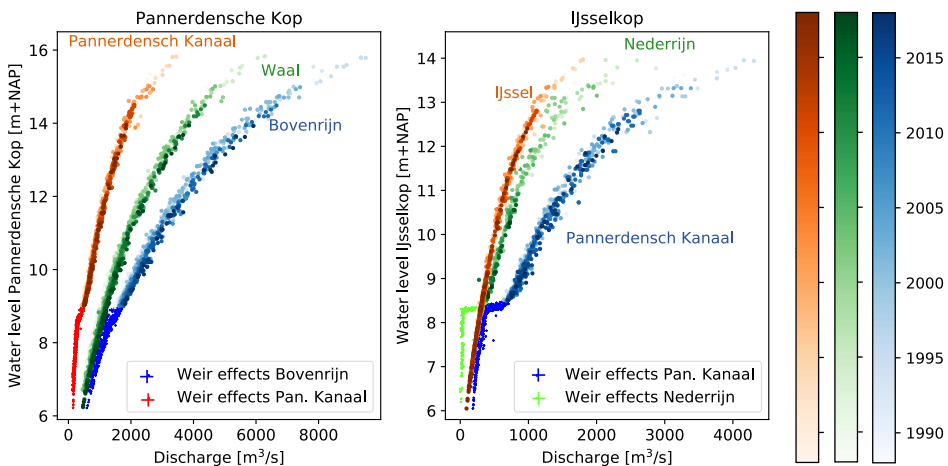 Pannerdensche Kop
Water level Pannerdensche Kop [m+NAP]
16
14
12
10
8
6
Pannerdensch Kanaal
Waal
Bovenrijn
Weir effects Bovenrijn
Weir effects Pan. Kanaal
0 2000 4000 6000 8000
Discharge [m³/s]
IJsselkop
Water level IJsselkop [m+NAP]
14
13
12
11
10
9
8
7
6
Nederrijn
IJssel
Pannerdensch Kanaal
Weir effects Pan. Kanaal
Weir effects Nederrijn
0 1000 2000 3000 4000
Discharge [m³/s]
2015
2010
2005
2000
1995
1990